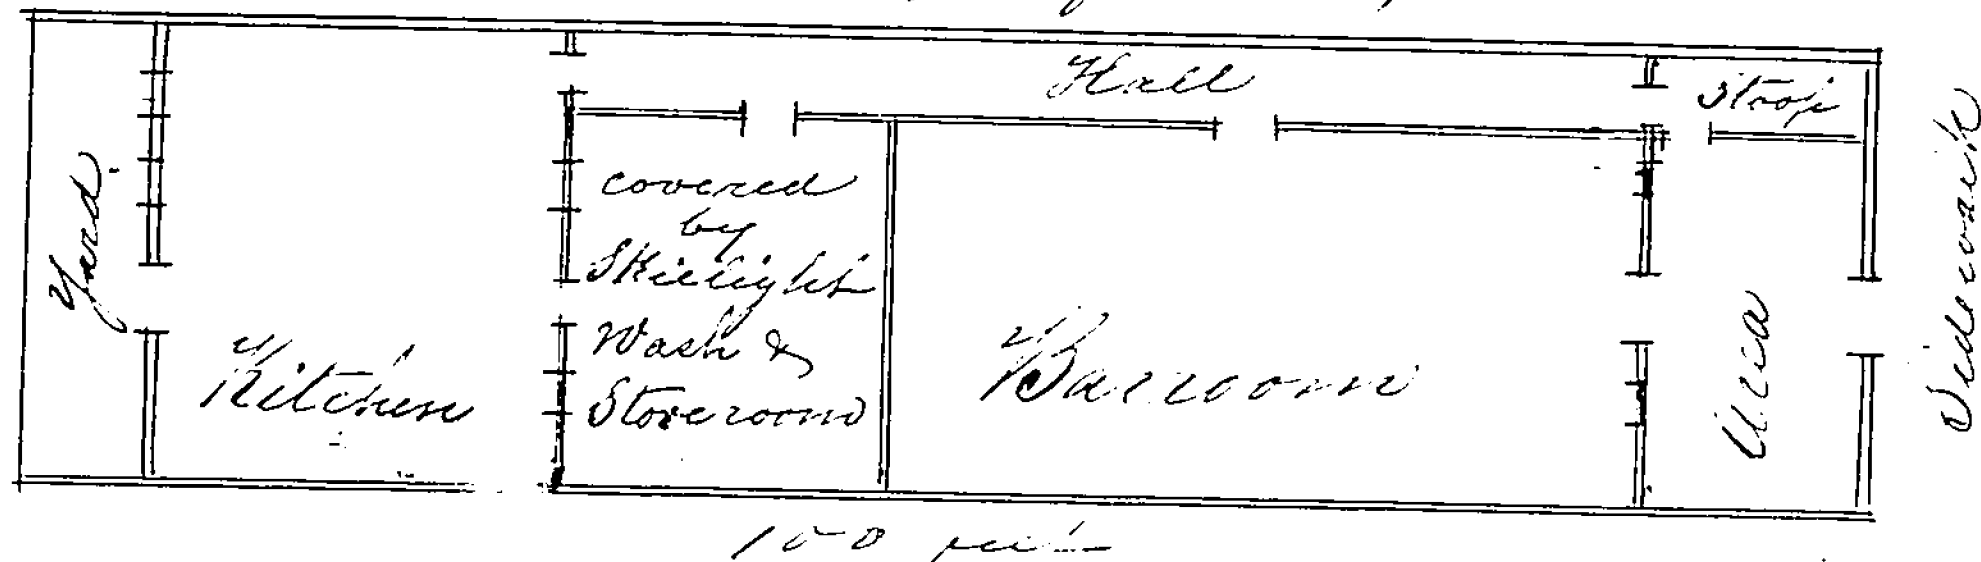 Yard.
Kitchen
covered
by
Skielight
Wash &
Storeroom
Hall
Barroom
Stoop
Area
Sidewalk
100 feet